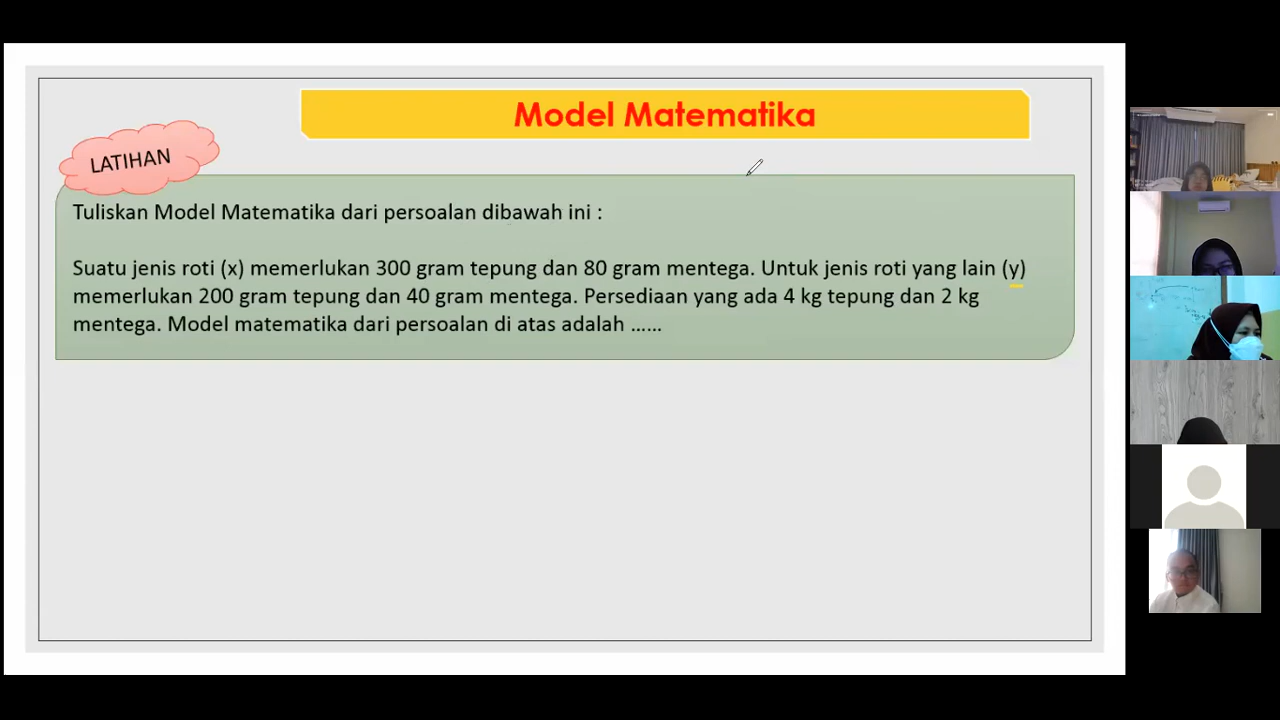 Model Matematika
LATIHAN
Tuliskan Model Matematika dari persoalan dibawah ini :
Suatu jenis roti (x) memerlukan 300 gram tepung dan 80 gram mentega. Untuk jenis roti yang lain (y)
memerlukan 200 gram tepung dan 40 gram mentega. Persediaan yang ada 4 kg tepung dan 2 kg
mentega. Model matematika dari persoalan di atas adalah ......